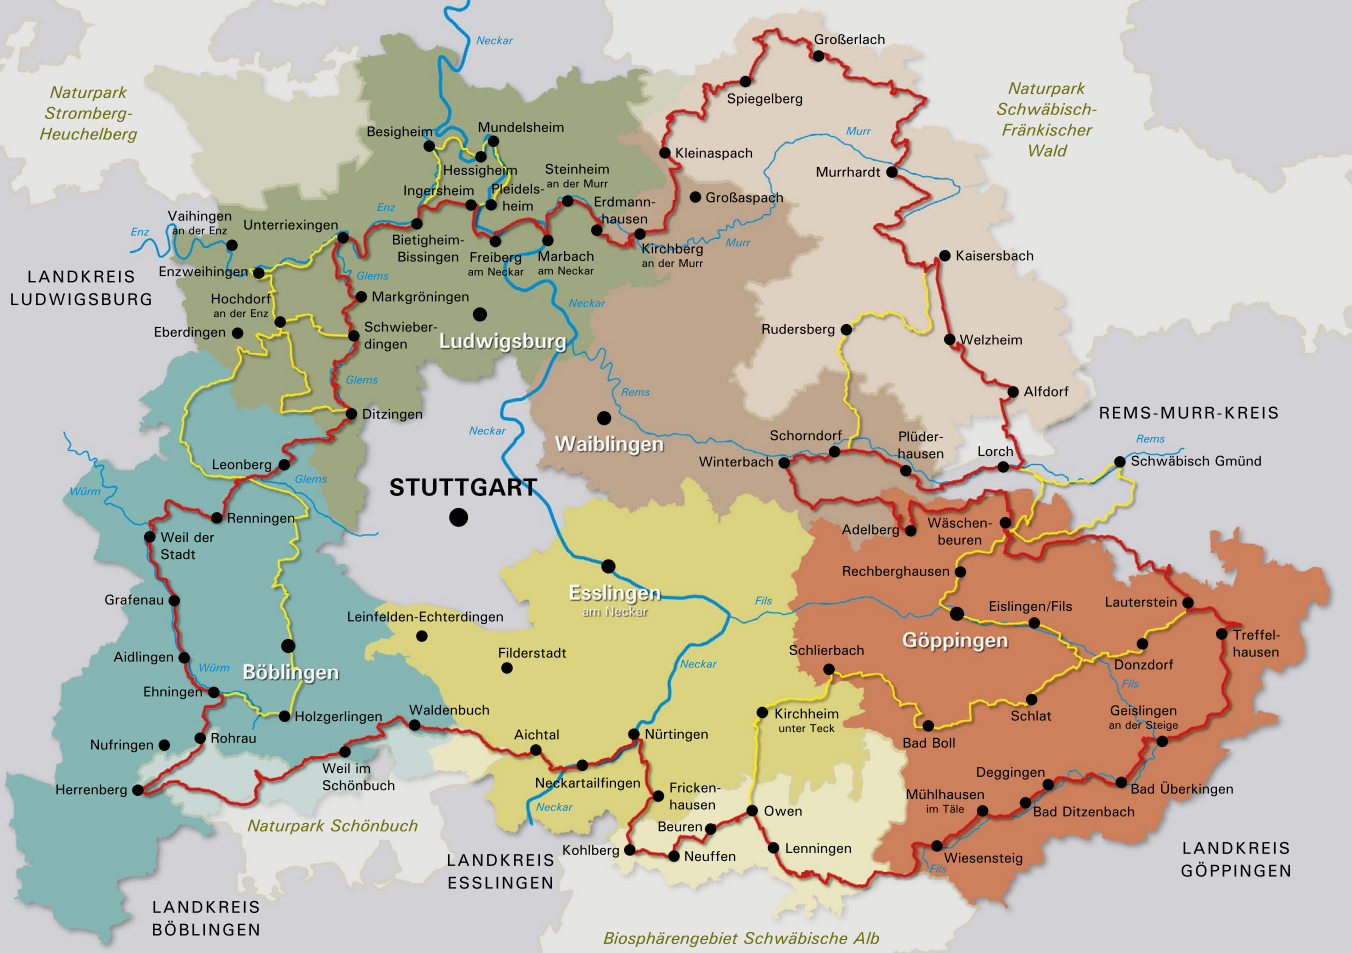 Neckar
Großerlach
Naturpark
Stromberg-
Heuchelberg
Spiegelberg
Naturpark
Schwäbisch-
Fränkischer
Wald
Besigheim
Mundelsheim
Murr
Kleinaspach
Hessigheim
Steinheim
an der Murr
Murrhardt
Ingersheim
Pleidels-
heim
Großaspach
Erdmann-
hausen
Enz
Vaihingen
an der Enz
Unterriexingen
Enz
Bietigheim-
Bissingen
Freiberg
am Neckar
Marbach
am Neckar
Kirchberg
an der Murr
Murr
Kaisersbach
LANDKREIS
LUDWIGSBURG
Enzweihingen
Glems
Hochdorf
an der Enz
Markgröningen
Neckar
Eberdingen
Schwieber-
dingen
Ludwigsburg
Rudersberg
Welzheim
Glems
Rems
Alfdorf
Ditzingen
Neckar
Waiblingen
REMS-MURR-KREIS
Schorndorf
Plüder-
hausen
Rems
Winterbach
Lorch
Schwäbisch Gmünd
Leonberg
Glems
Würm
STUTTGART
Renningen
Adelberg
Wäschen-
beuren
Weil der
Stadt
Rechberghausen
Grafenau
Esslingen
am Neckar
Fils
Eislingen/Fils
Lauterstein
Leinfelden-Echterdingen
Göppingen
Treffel-
hausen
Aidlingen
Würm
Böblingen
Filderstadt
Neckar
Schlierbach
Donzdorf
Fils
Ehningen
Holzgerlingen
Waldenbuch
Kirchheim
unter Teck
Schlat
Geislingen
an der Steige
Nufringen
Rohrau
Aichtal
Nürtingen
Bad Boll
Weil im
Schönbuch
Herrenberg
Neckartailfingen
Fricken-
hausen
Deggingen
Bad Überkingen
Mühlhausen
im Täle
Neckar
Owen
Bad Ditzenbach
Naturpark Schönbuch
Beuren
Kohlberg
Neuffen
Lenningen
Wiesensteig
Fils
LANDKREIS
ESSLINGEN
LANDKREIS
GÖPPINGEN
LANDKREIS
BÖBLINGEN
Biosphärengebiet Schwäbische Alb